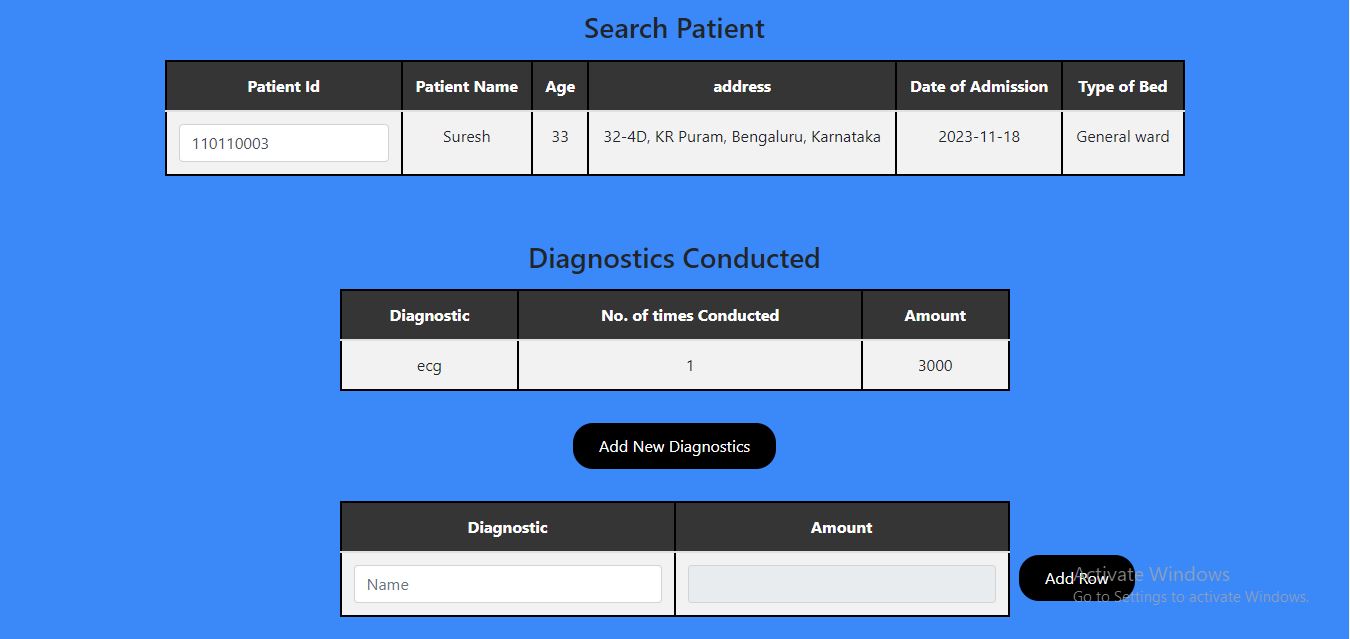 Search Patient
Patient Id Patient Name Age address Date of Admission Type of Bed
110110003 Suresh 33 32-4D, KR Puram, Bengaluru, Karnataka 2023-11-18 General ward
Diagnostics Conducted
Diagnostic No. of times Conducted Amount
ecg 1 3000
Add New Diagnostics
Diagnostic Amount
Name
Add Row
Activate Windows
Go to Settings to activate Windows.